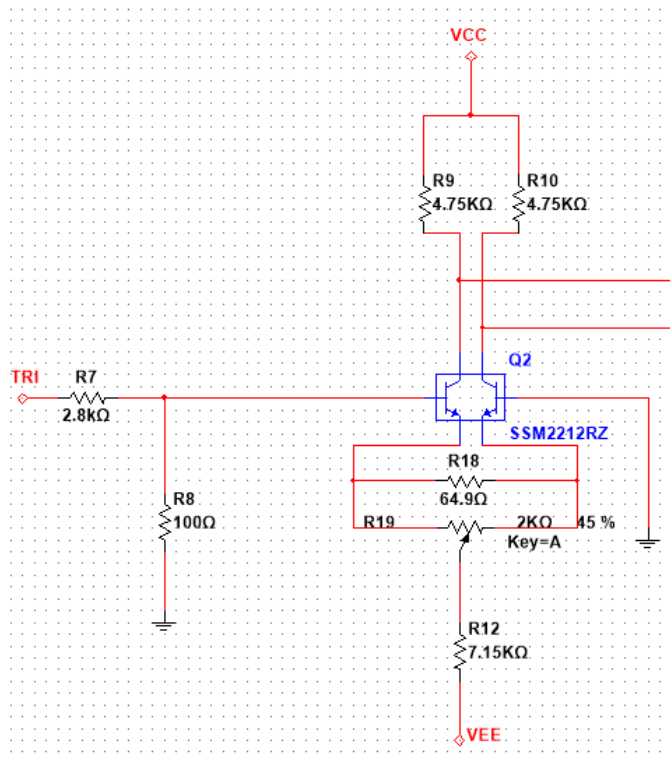 VCC
R9
4.75KΩ
R10
4.75KΩ
Q2
TRI
R7
2.8kΩ
SSM2212RZ
R18
64.9Ω
R8
100Ω
R19
2KΩ
45 %
Key=A
R12
7.15KΩ
VEE